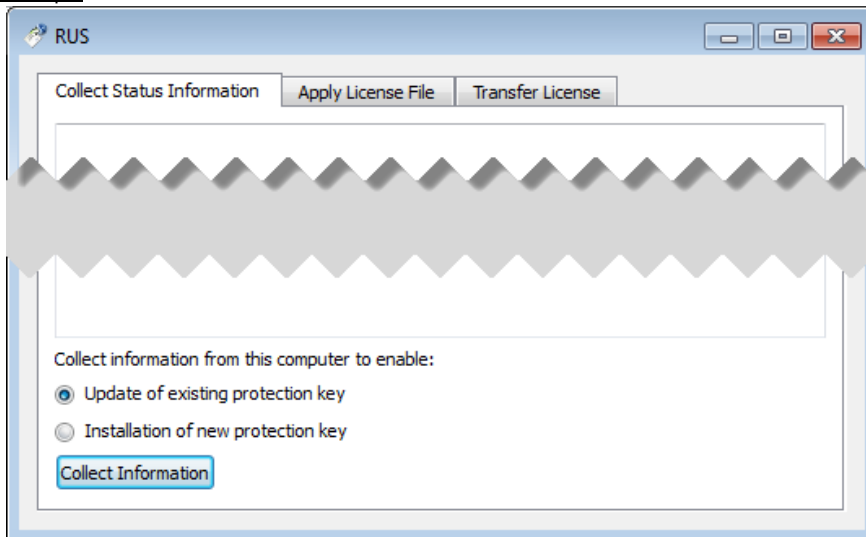 RUS
Collect Status Information Apply License File Transfer License
Collect information from this computer to enable:
Update of existing protection key
Installation of new protection key
Collect Information